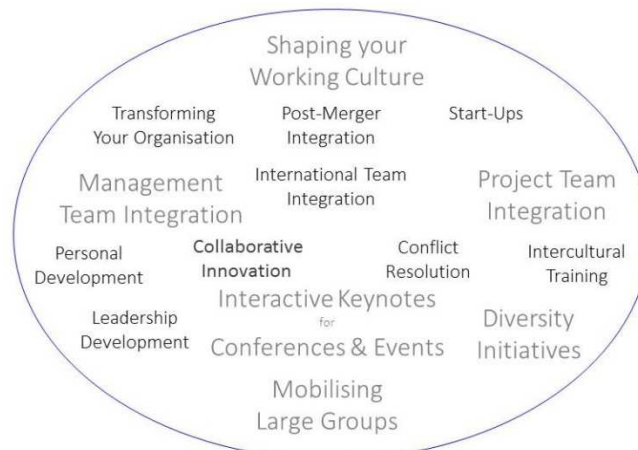 Shaping your
Working Culture
Transforming
Your Organisation
Post-Merger
Integration
Start-Ups
Management
Team Integration
International Team
Integration
Project Team
Integration
Personal
Development
Collaborative
Innovation
Conflict
Resolution
Intercultural
Training
Leadership
Development
Interactive Keynotes
for
Conferences & Events
Diversity
Initiatives
Mobilising
Large Groups